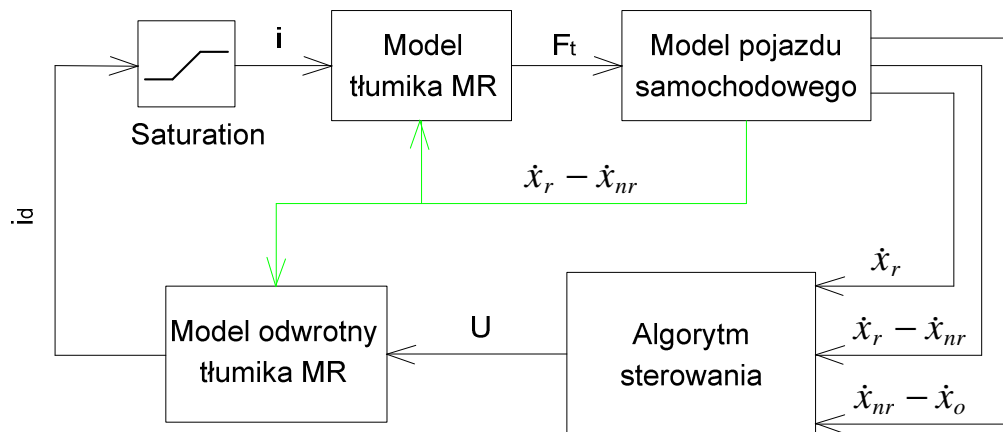 i
Model
tłumika MR
Ft
Model pojazdu
samochodowego
Saturation
ẋr − ẋnr
id
ẋr
Model odwrotny
tłumika MR
U
Algorytm
sterowania
ẋr − ẋnr
ẋnr − ẋo